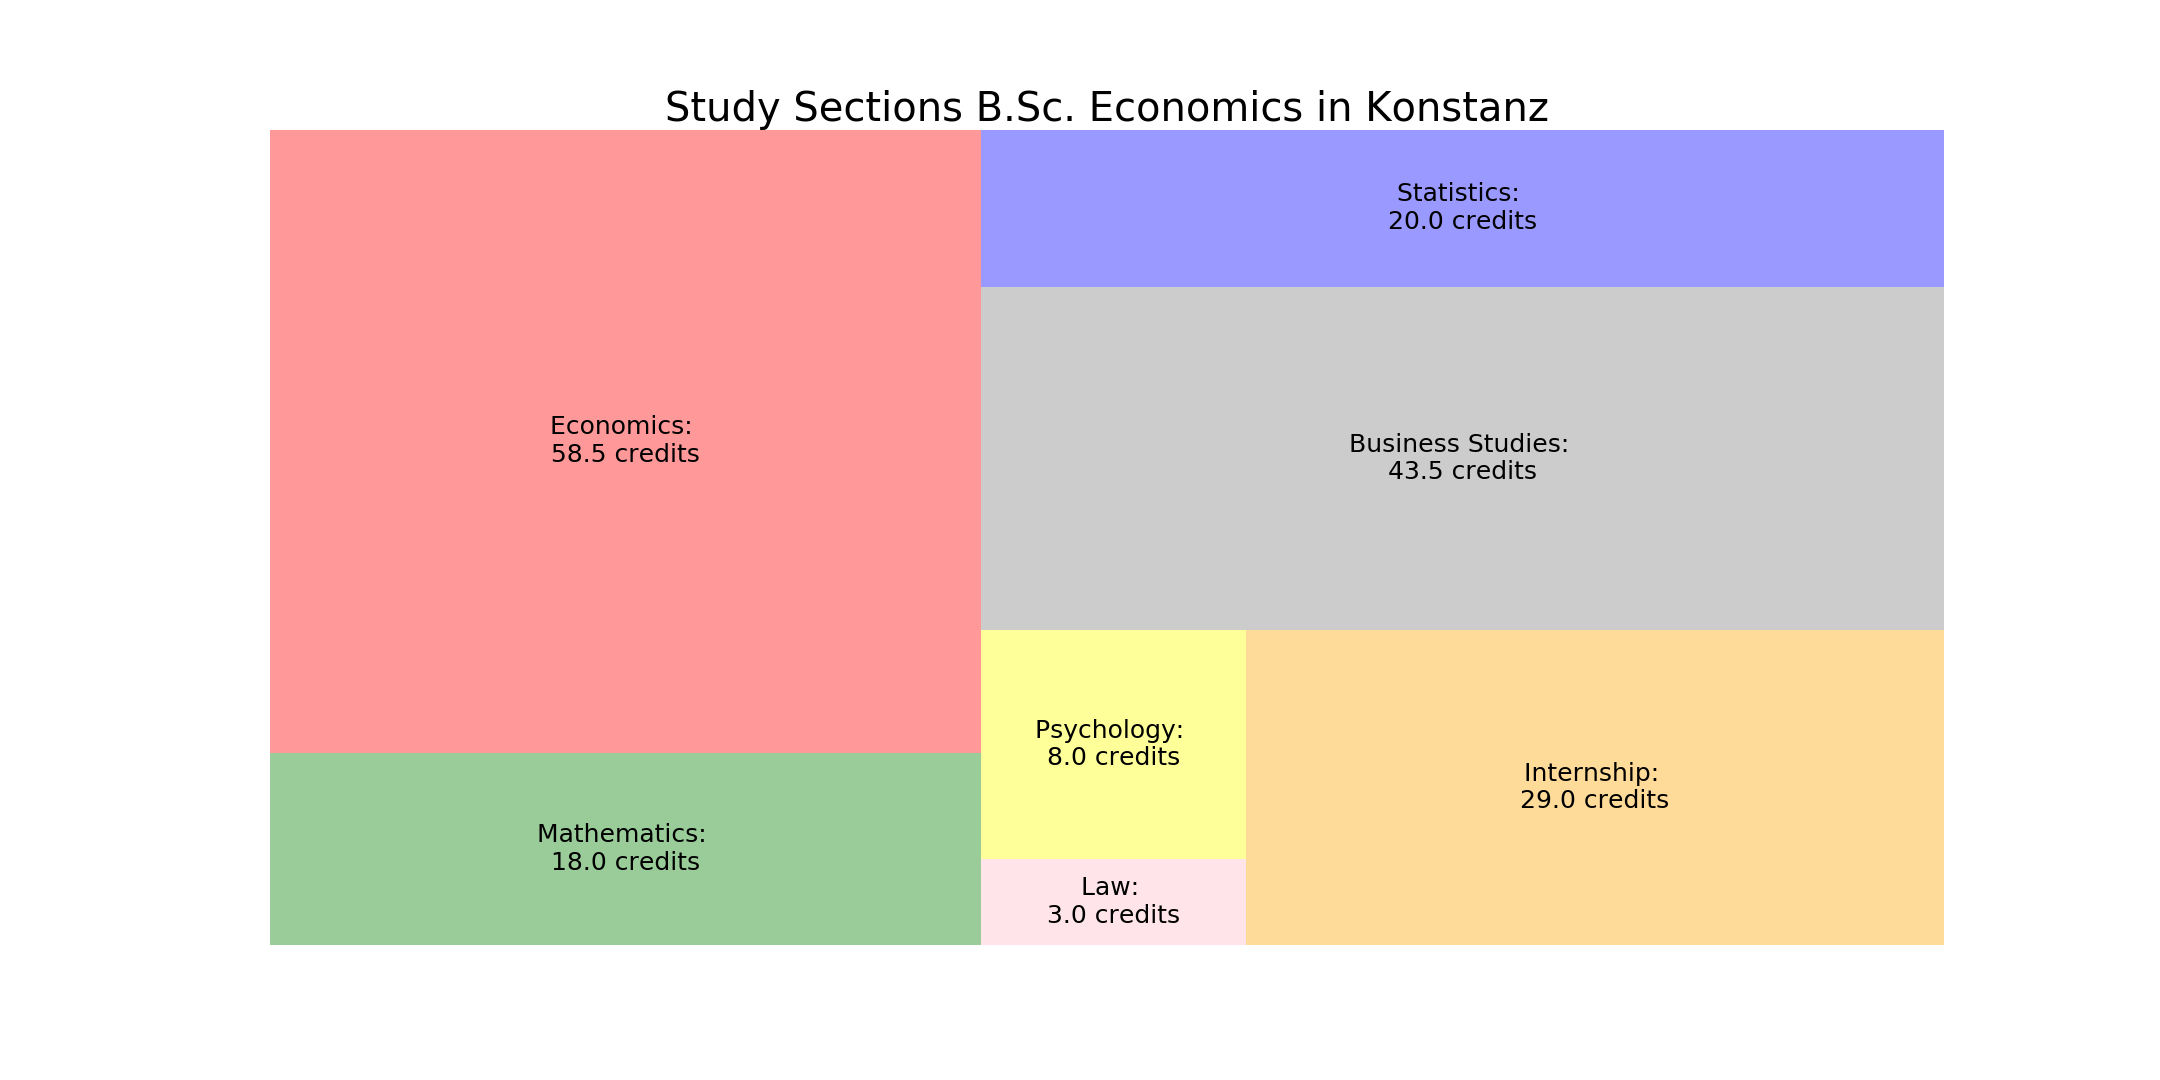 Study Sections B.Sc. Economics in Konstanz
Economics:
58.5 credits
Mathematics:
18.0 credits
Statistics:
20.0 credits
Business Studies:
43.5 credits
Psychology:
8.0 credits
Law:
3.0 credits
Internship:
29.0 credits